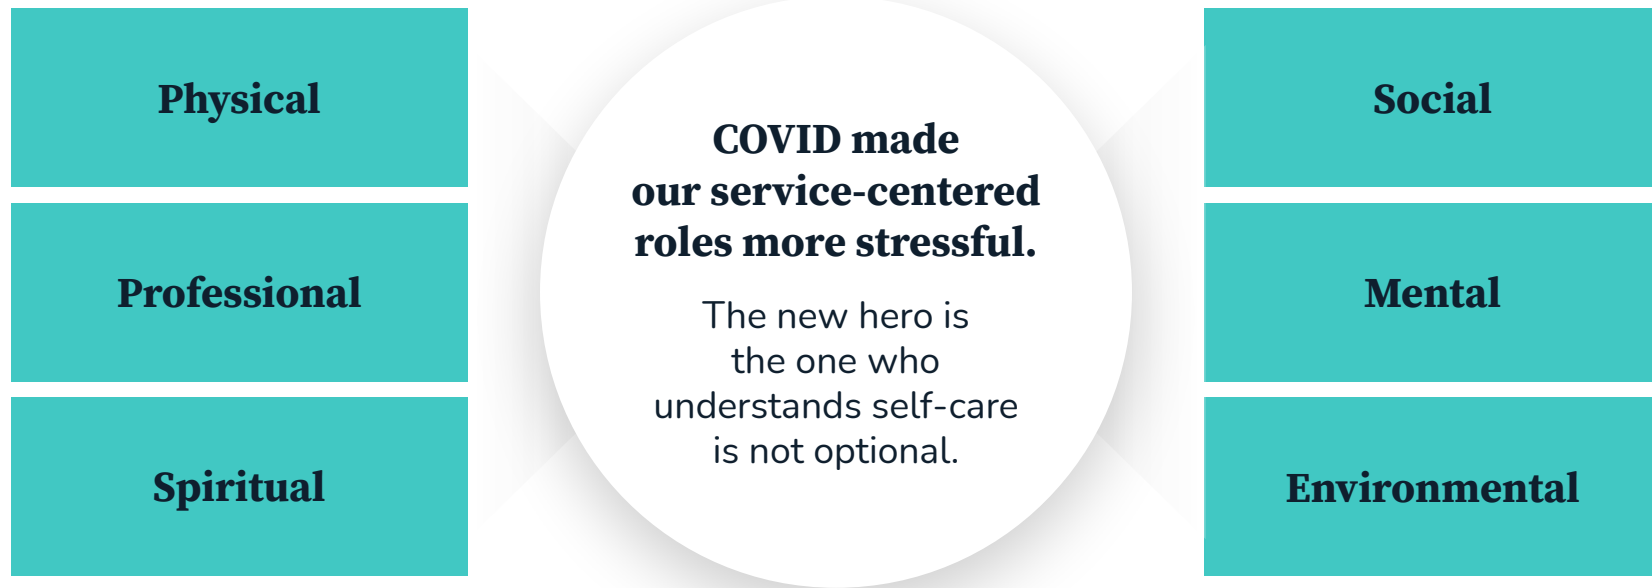 Physical
Professional
Spiritual
COVID made
our service-centered
roles more stressful.
The new hero is
the one who
understands self-care
is not optional.
Social
Mental
Environmental